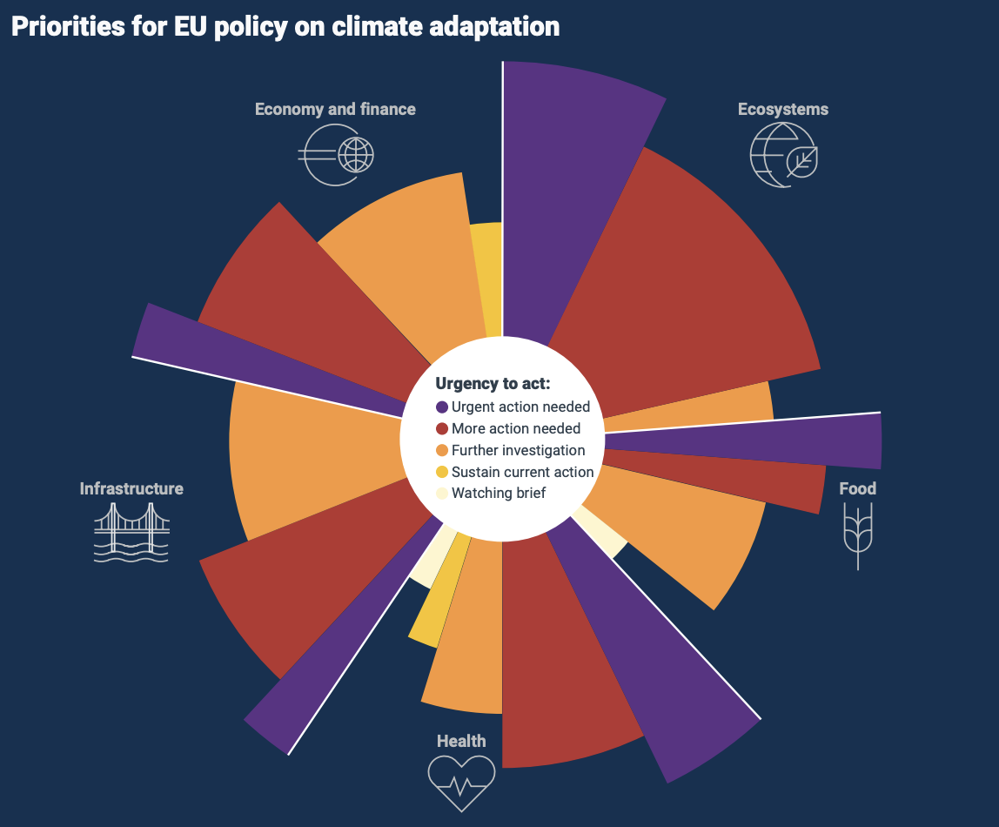 Priorities for EU policy on climate adaptation
Economy and finance
Ecosystems
Urgency to act:
Urgent action needed
More action needed
Further investigation
Sustain current action
Watching brief
Infrastructure
Food
Health